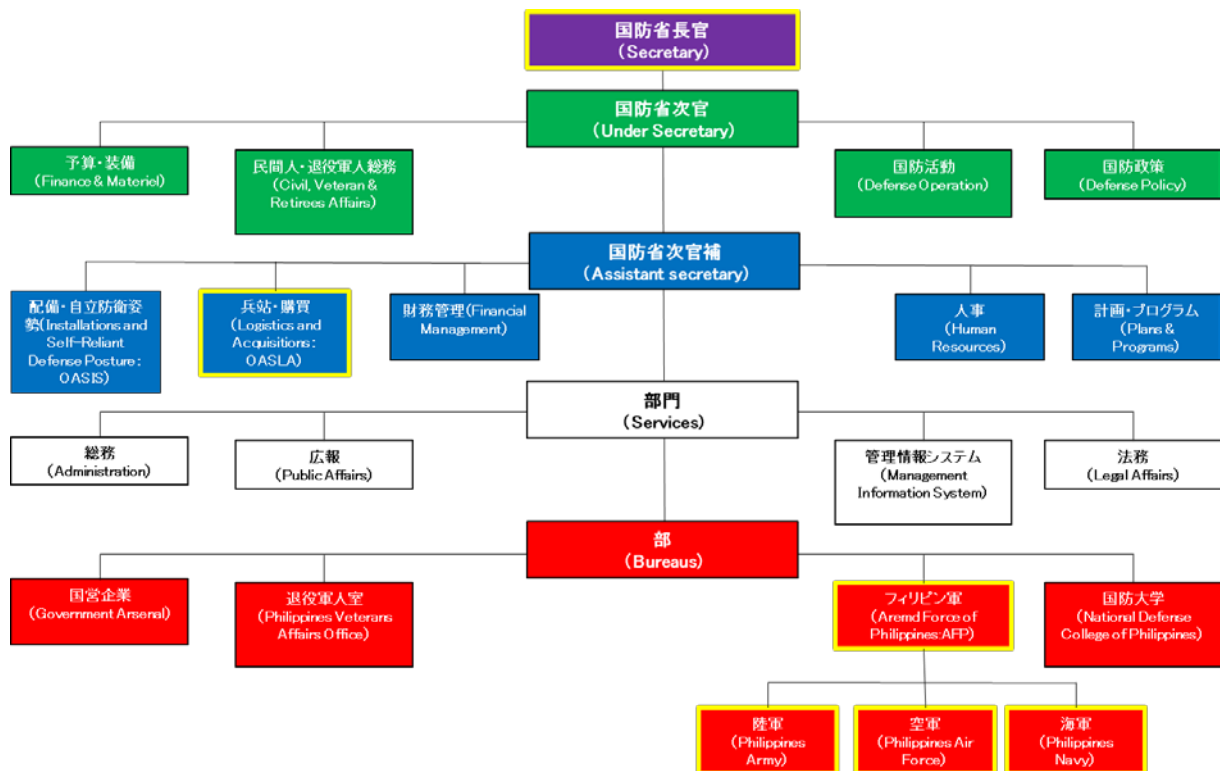 国防省長官
(Secretary)
国防省次官
(Under Secretary)
予算・装備
(Finance & Materiel)
民間人・退役軍人総務
(Civil, Veteran &
Retirees Affairs)
国防活動
(Defense Operation)
国防政策
(Defense Policy)
国防省次官補
(Assistant secretary)
配備・自立防衛姿
勢(Installations and
Self-Reliant
Defense Posture:
OASIS)
兵站・購買
(Logistics and
Acquisitions:
OASLA)
財務管理(Financial
Management)
人事
(Human
Resources)
計画・プログラム
(Plans &
Programs)
部門
(Services)
総務
(Administration)
広報
(Public Affairs)
管理情報システム
(Management
Information System)
法務
(Legal Affairs)
部
(Bureaus)
国営企業
(Government Arsenal)
退役軍人室
(Philippines Veterans
Affairs Office)
フィリピン軍
(Aremd Force of
Philippines:AFP)
国防大学
(National Defense
College of Philippines)
陸軍
(Philippines
Army)
空軍
(Philippines Air
Force)
海軍
(Philippines
Navy)